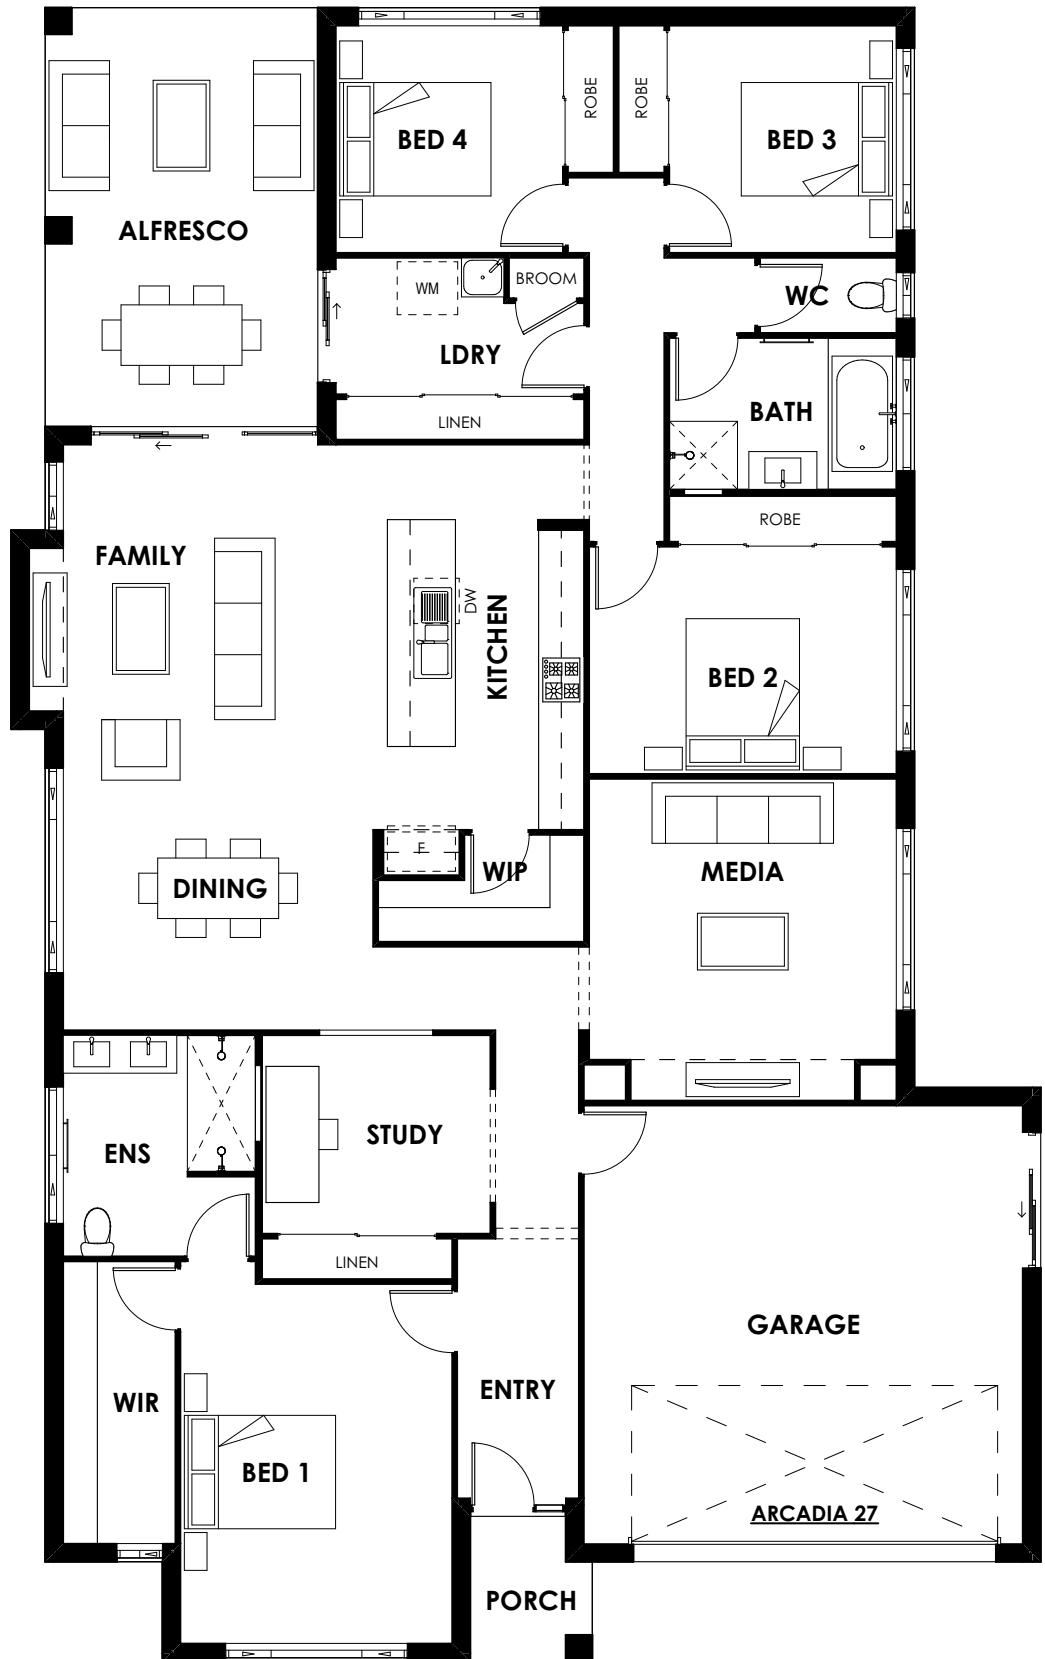 BED 4
ROBE
ROBE
BED 3
ALFRESCO
WM
BROOM
WC
LDRY
LINEN
BATH
ROBE
FAMILY
DW
KITCHEN
BED 2
F
WIP
DINING
MEDIA
ENS
STUDY
LINEN
GARAGE
WIR
ENTRY
BED 1
ARCADIA 27
PORCH